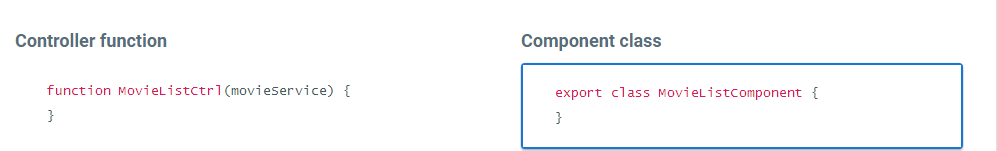 Controller function
function MovieListCtrl(movieService) {
}
Component class
export class MovieListComponent {
}